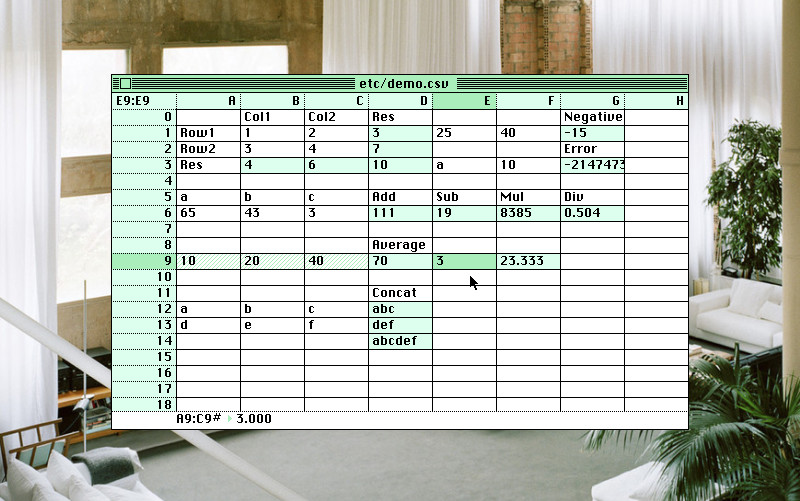 etc/demo.csv
E9:E9 A B C D E F G H
0 Col1 Col2 Res Negative
1 Row1 1 2 3 25 40 -15
2 Row2 3 4 7 Error
3 Res 4 6 10 a 10 -2147473
4
5 a b c Add Sub Mul Div
6 65 43 3 111 19 8385 0.504
7
8 Average
9 10 20 40 70 3 23.333
10
11 Concat
12 a b c abc
13 d e f def
14 abcdef
15
16
17
18
A9:C9# 3.000